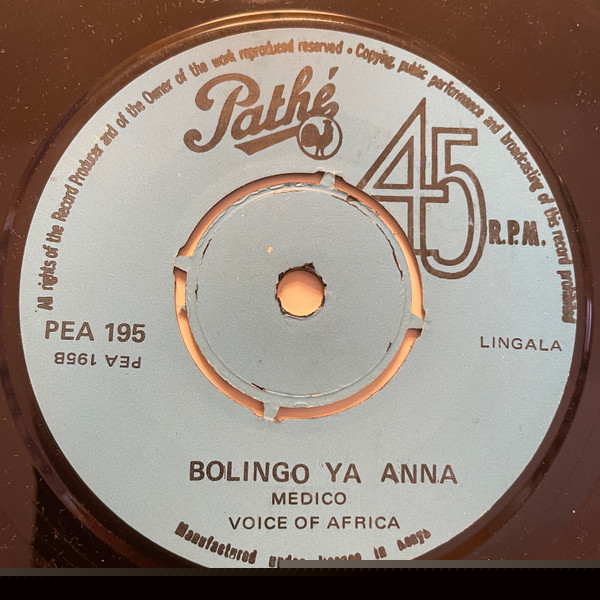 All rights of the Record Producer and of the Owner of the work reproduced reserved • Copying, public performance and broadcasting of this record prohibited
Pathé
45 R.P.M.
PEA 195
PEA 195B
LINGALA
BOLINGO YA ANNA
MEDICO
VOICE OF AFRICA
Manufactured under licence in Kenya